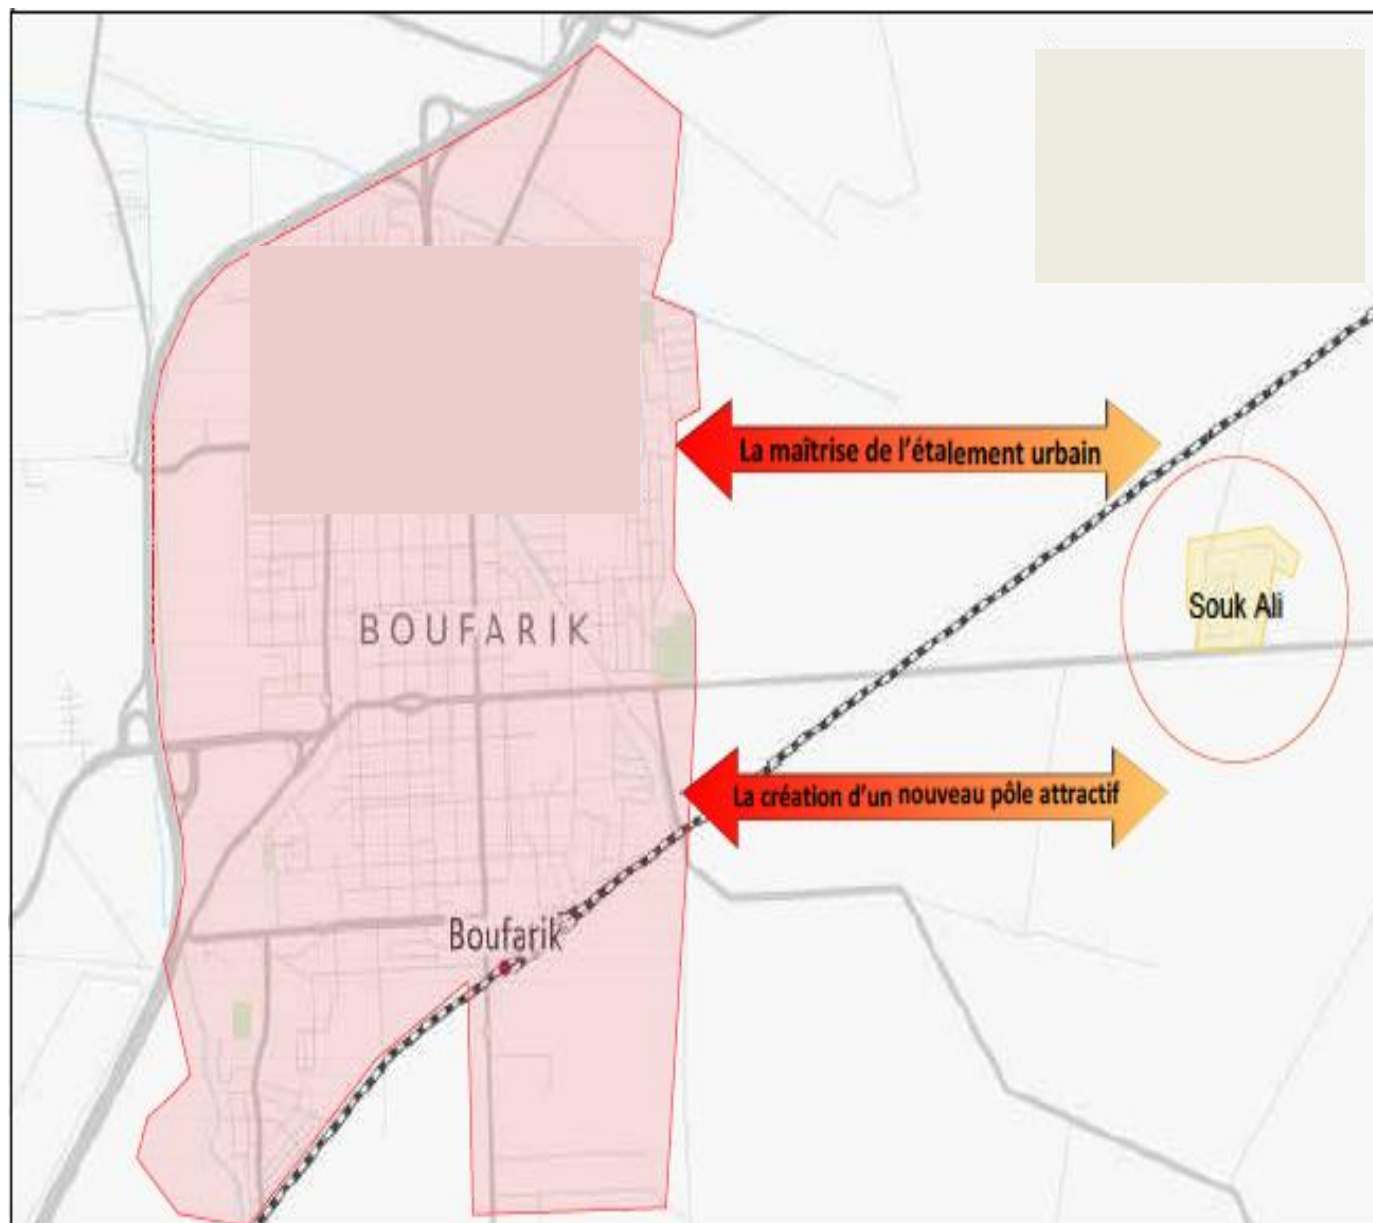 La maîtrise de l'étalement urbain
Souk Ali
BOUFARIK
La création d'un nouveau pôle attractif
Boufarik